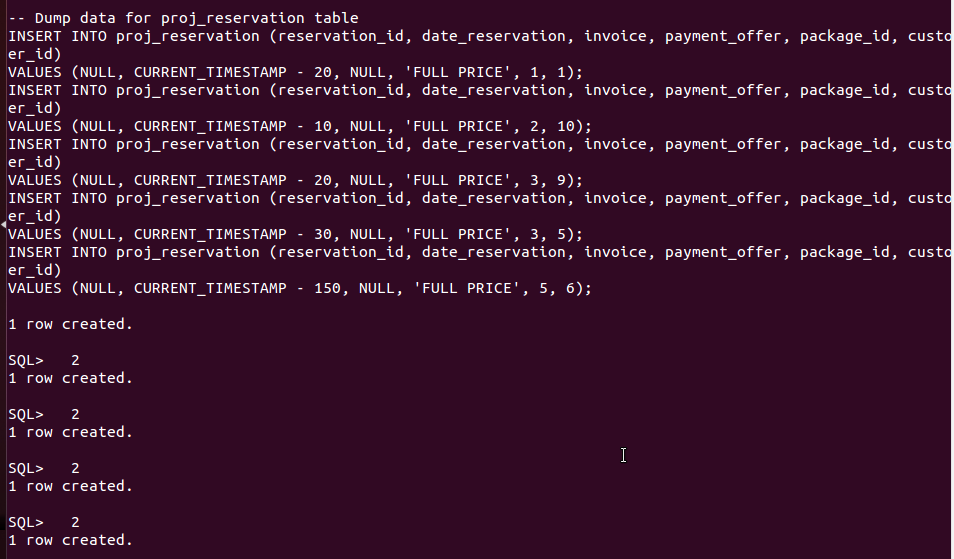 -- Dump data for proj_reservation table
INSERT INTO proj_reservation (reservation_id, date_reservation, invoice, payment_offer, package_id, custo
er_id)
VALUES (NULL, CURRENT_TIMESTAMP - 20, NULL, 'FULL PRICE', 1, 1);
INSERT INTO proj_reservation (reservation_id, date_reservation, invoice, payment_offer, package_id, custo
er_id)
VALUES (NULL, CURRENT_TIMESTAMP - 10, NULL, 'FULL PRICE', 2, 10);
INSERT INTO proj_reservation (reservation_id, date_reservation, invoice, payment_offer, package_id, custo
er_id)
VALUES (NULL, CURRENT_TIMESTAMP - 20, NULL, 'FULL PRICE', 3, 9);
INSERT INTO proj_reservation (reservation_id, date_reservation, invoice, payment_offer, package_id, custo
er_id)
VALUES (NULL, CURRENT_TIMESTAMP - 30, NULL, 'FULL PRICE', 3, 5);
INSERT INTO proj_reservation (reservation_id, date_reservation, invoice, payment_offer, package_id, custo
er_id)
VALUES (NULL, CURRENT_TIMESTAMP - 150, NULL, 'FULL PRICE', 5, 6);
1 row created.
SQL>   2
1 row created.
SQL>   2
1 row created.
SQL>   2
1 row created.
SQL>   2
1 row created.